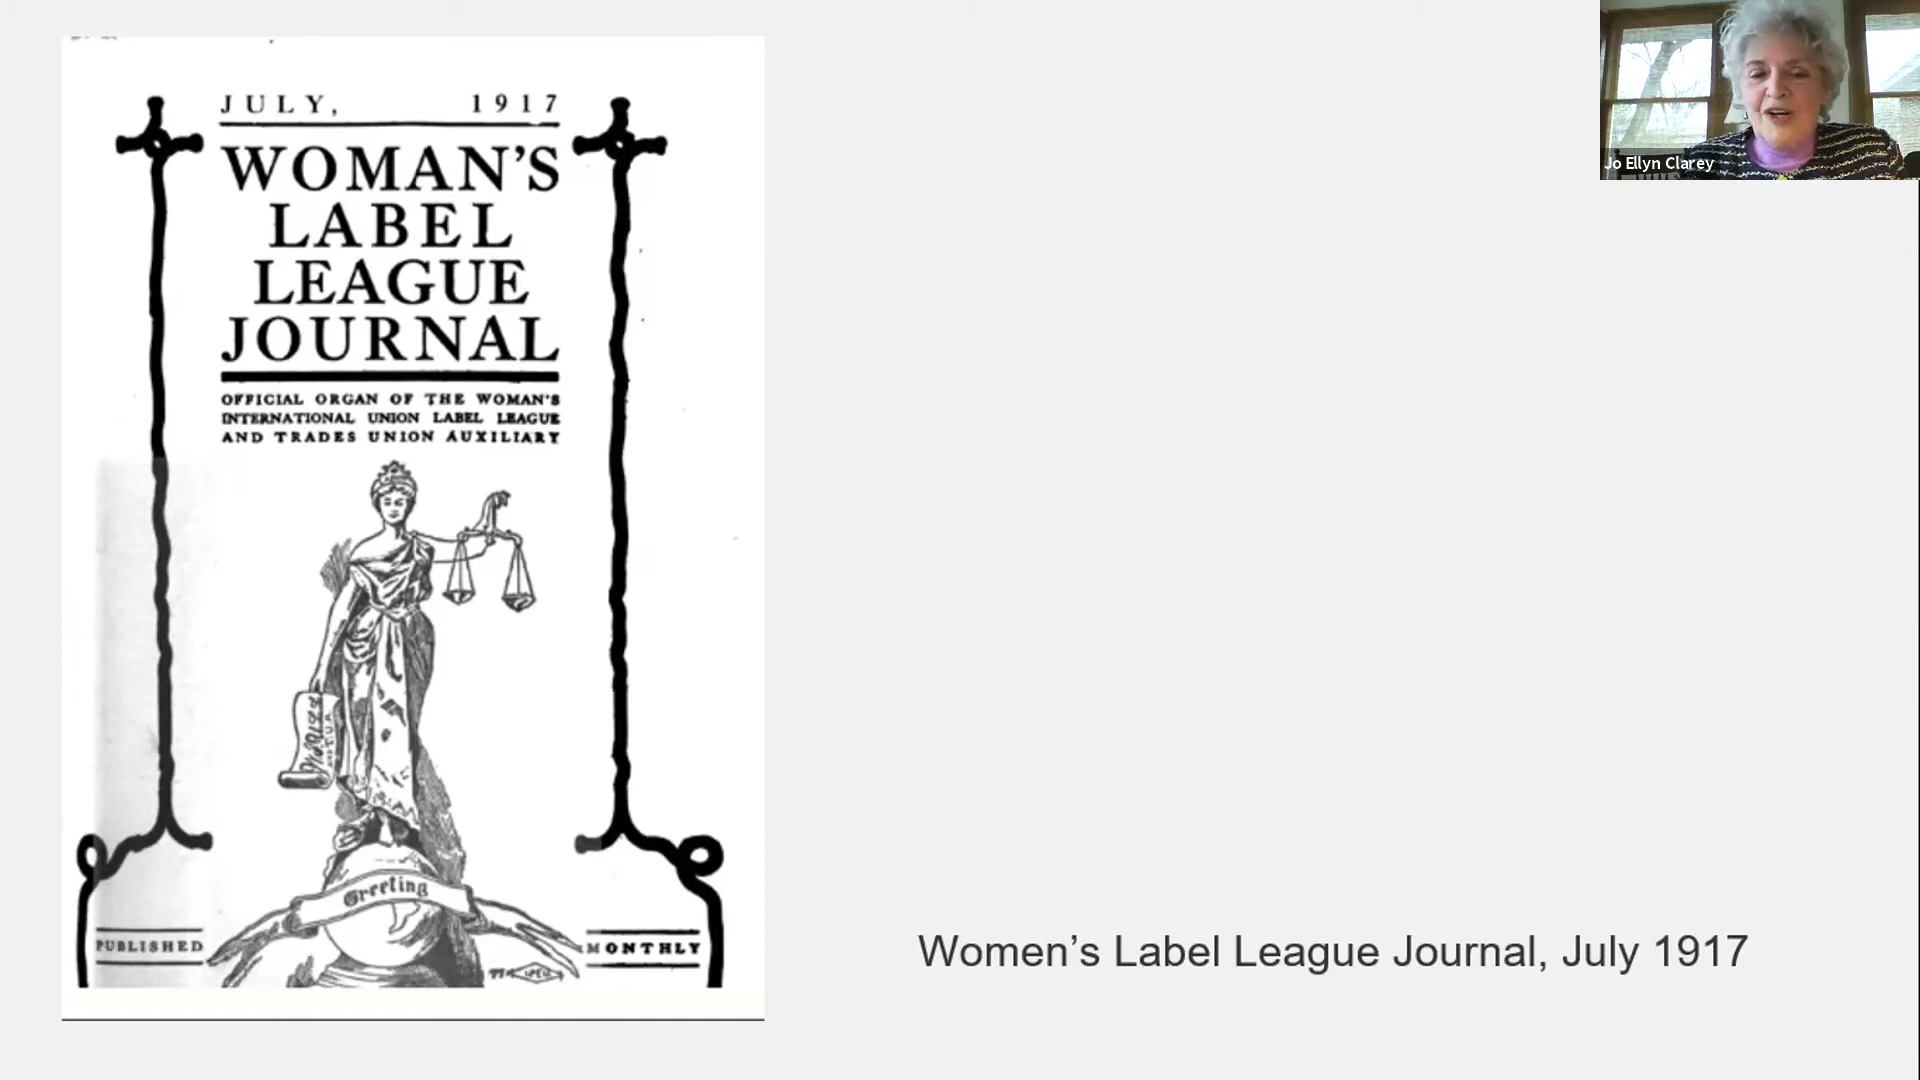 JULY, 1917
WOMAN'S
LABEL
LEAGUE
JOURNAL
OFFICIAL ORGAN OF THE WOMAN'S
INTERNATIONAL UNION LABEL LEAGUE
AND TRADES UNION AUXILIARY
Greeting
PUBLISHED
MONTHLY
Women’s Label League Journal, July 1917
Jo Ellyn Clarey